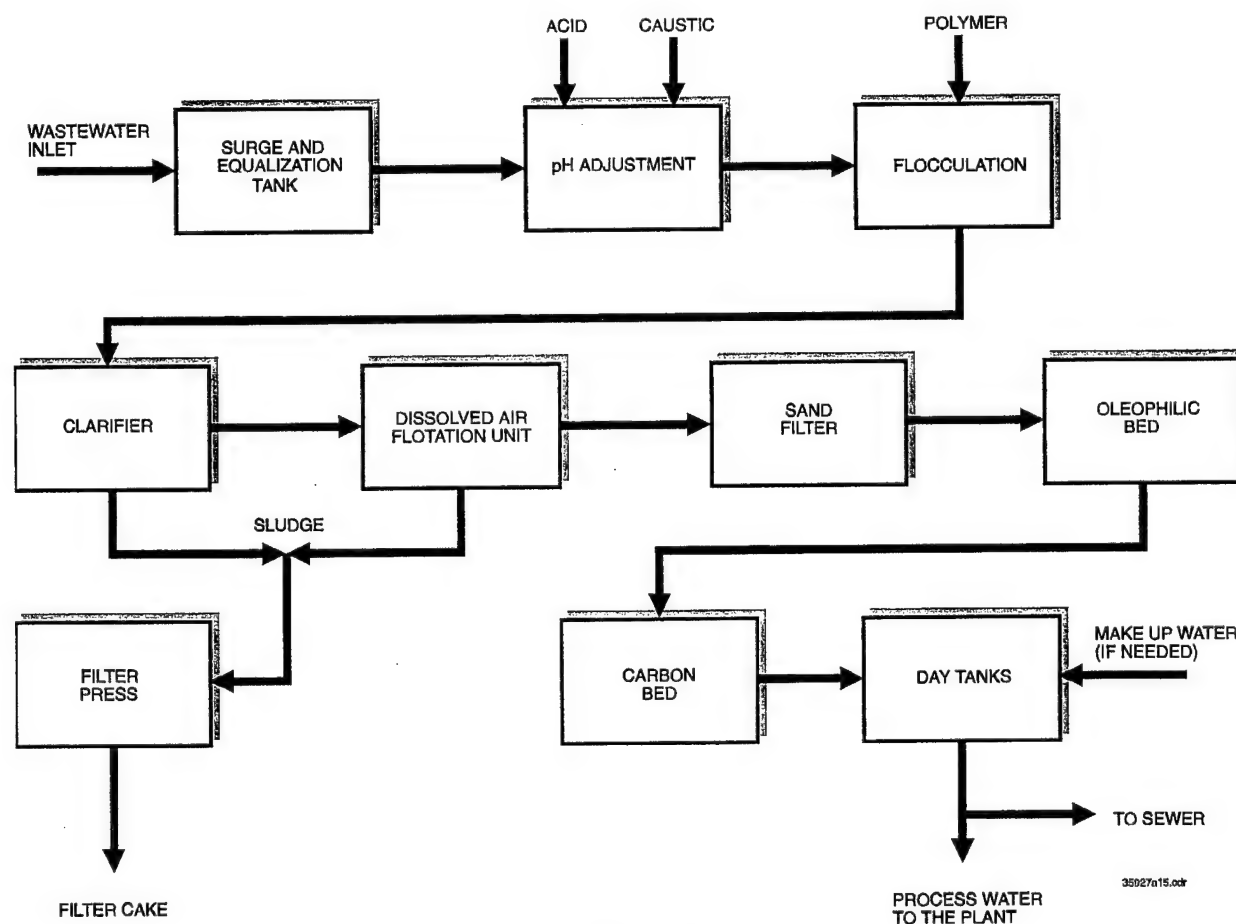 ACID
CAUSTIC
POLYMER
WASTEWATER
INLET
SURGE AND
EQUALIZATION
TANK
pH ADJUSTMENT
FLOCCULATION
CLARIFIER
DISSOLVED AIR
FLOTATION UNIT
SAND
FILTER
OLEOPHILIC
BED
SLUDGE
FILTER
PRESS
CARBON
BED
DAY TANKS
MAKE UP WATER
(IF NEEDED)
TO SEWER
FILTER CAKE
PROCESS WATER
TO THE PLANT
35927a15.cdr